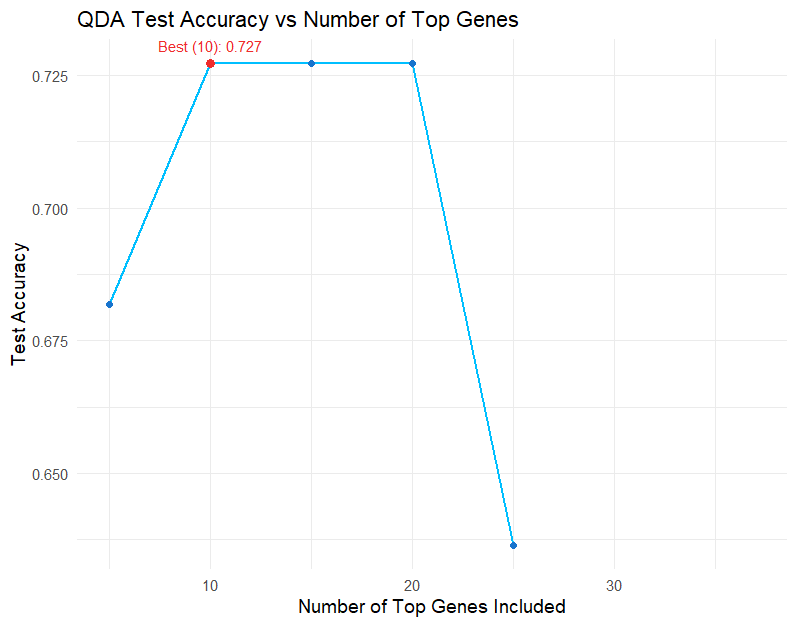 QDA Test Accuracy vs Number of Top Genes
Best (10): 0.727
0.725
0.700
0.675
0.650
Test Accuracy
10 20 30
Number of Top Genes Included